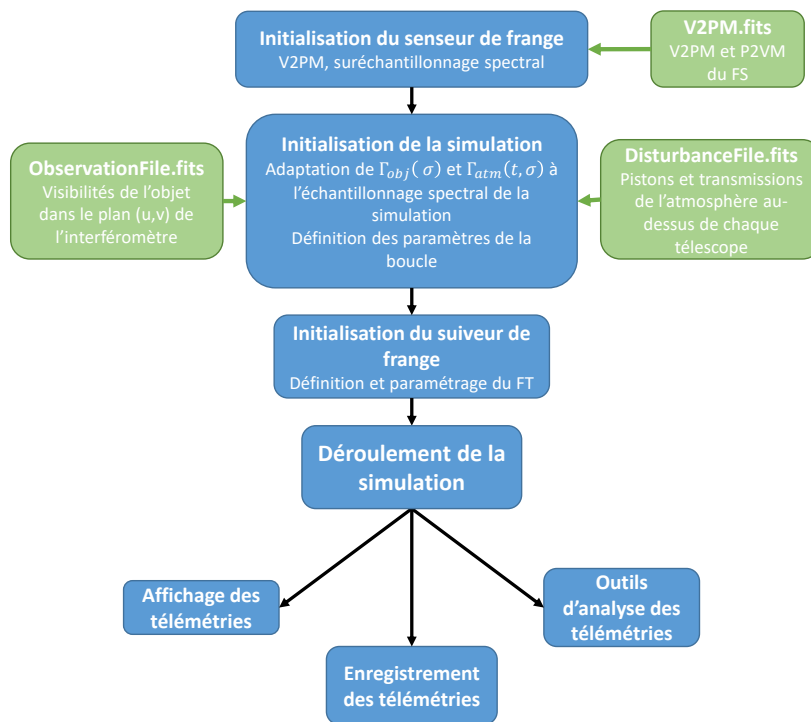 Initialisation du senseur de frange
V2PM, suréchantillonnage spectral
V2PM.fits
V2PM et P2VM
du FS
ObservationFile.fits
Visibilités de l'objet
dans le plan (u,v) de
l'interféromètre
Initialisation de la simulation
Adaptation de Γ_obj(σ) et Γ_atm(t,σ) à
l'échantillonnage spectral de la
simulation
Définition des paramètres de la
boucle
DisturbanceFile.fits
Pistons et transmissions
de l'atmosphère au-
dessus de chaque
télescope
Initialisation du suiveur de
frange
Définition et paramétrage du FT
Déroulement de la
simulation
Affichage des
télémétries
Outils
d'analyse des
télémétries
Enregistrement
des télémétries